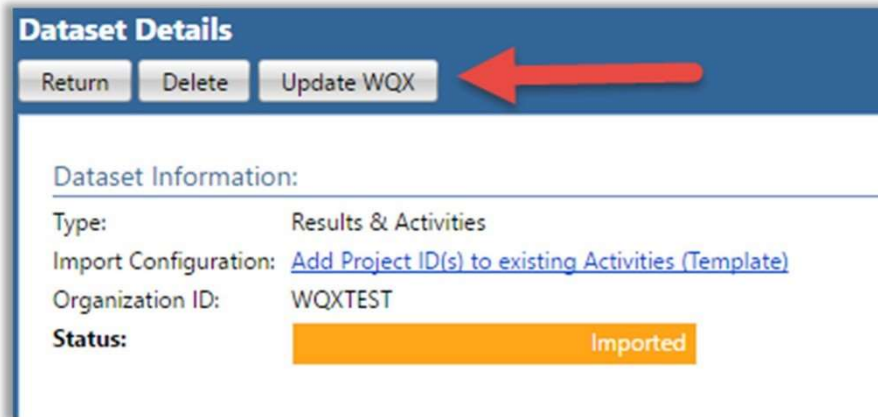 Dataset Details
Return Delete Update WQX
Dataset Information:
Type: Results & Activities
Import Configuration: Add Project ID(s) to existing Activities (Template)
Organization ID: WQXTEST
Status: Imported